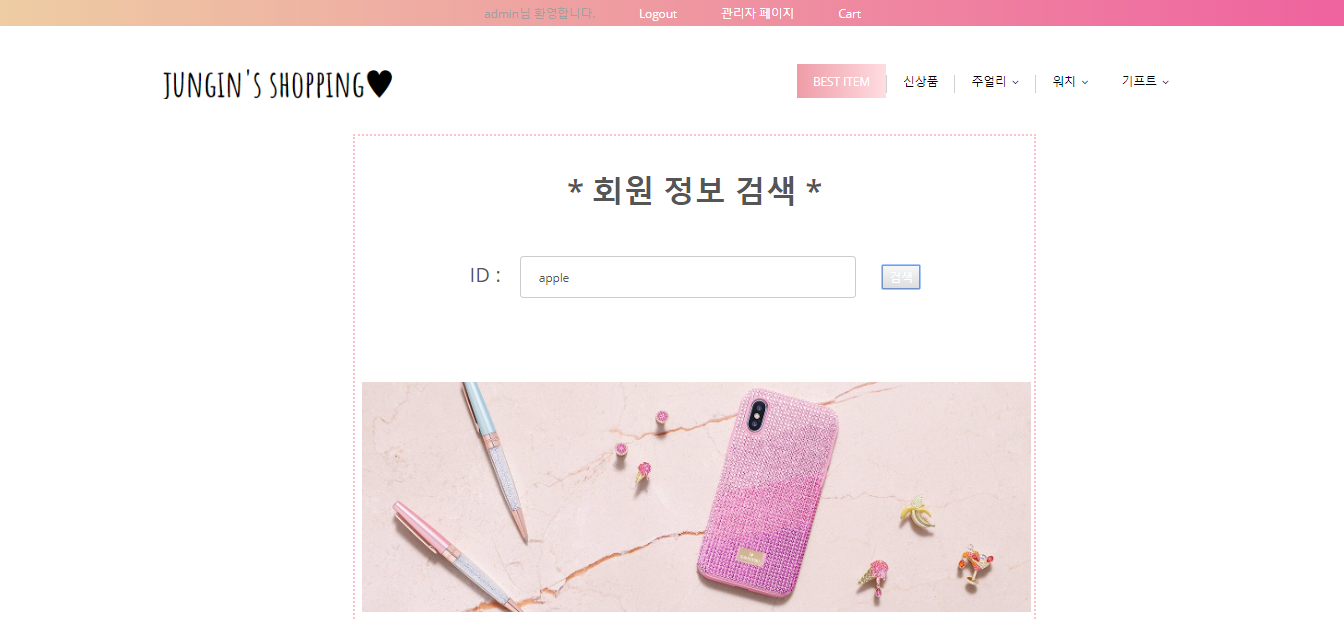 admin님 환영합니다. Logout 관리자 페이지 Cart
JUNGIN'S SHOPPING♥ BEST ITEM 신상품 주얼리 워치 기프트
* 회원 정보 검색 *
ID : apple 검색